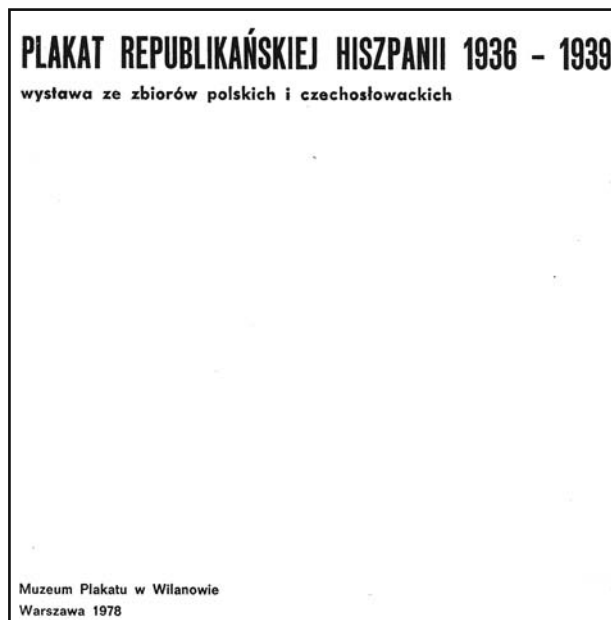 PLAKAT REPUBLIKAŃSKIEJ HISZPANII 1936 – 1939
wystawa ze zbiorów polskich i czechosłowackich
Muzeum Plakatu w Wilanowie
Warszawa 1978